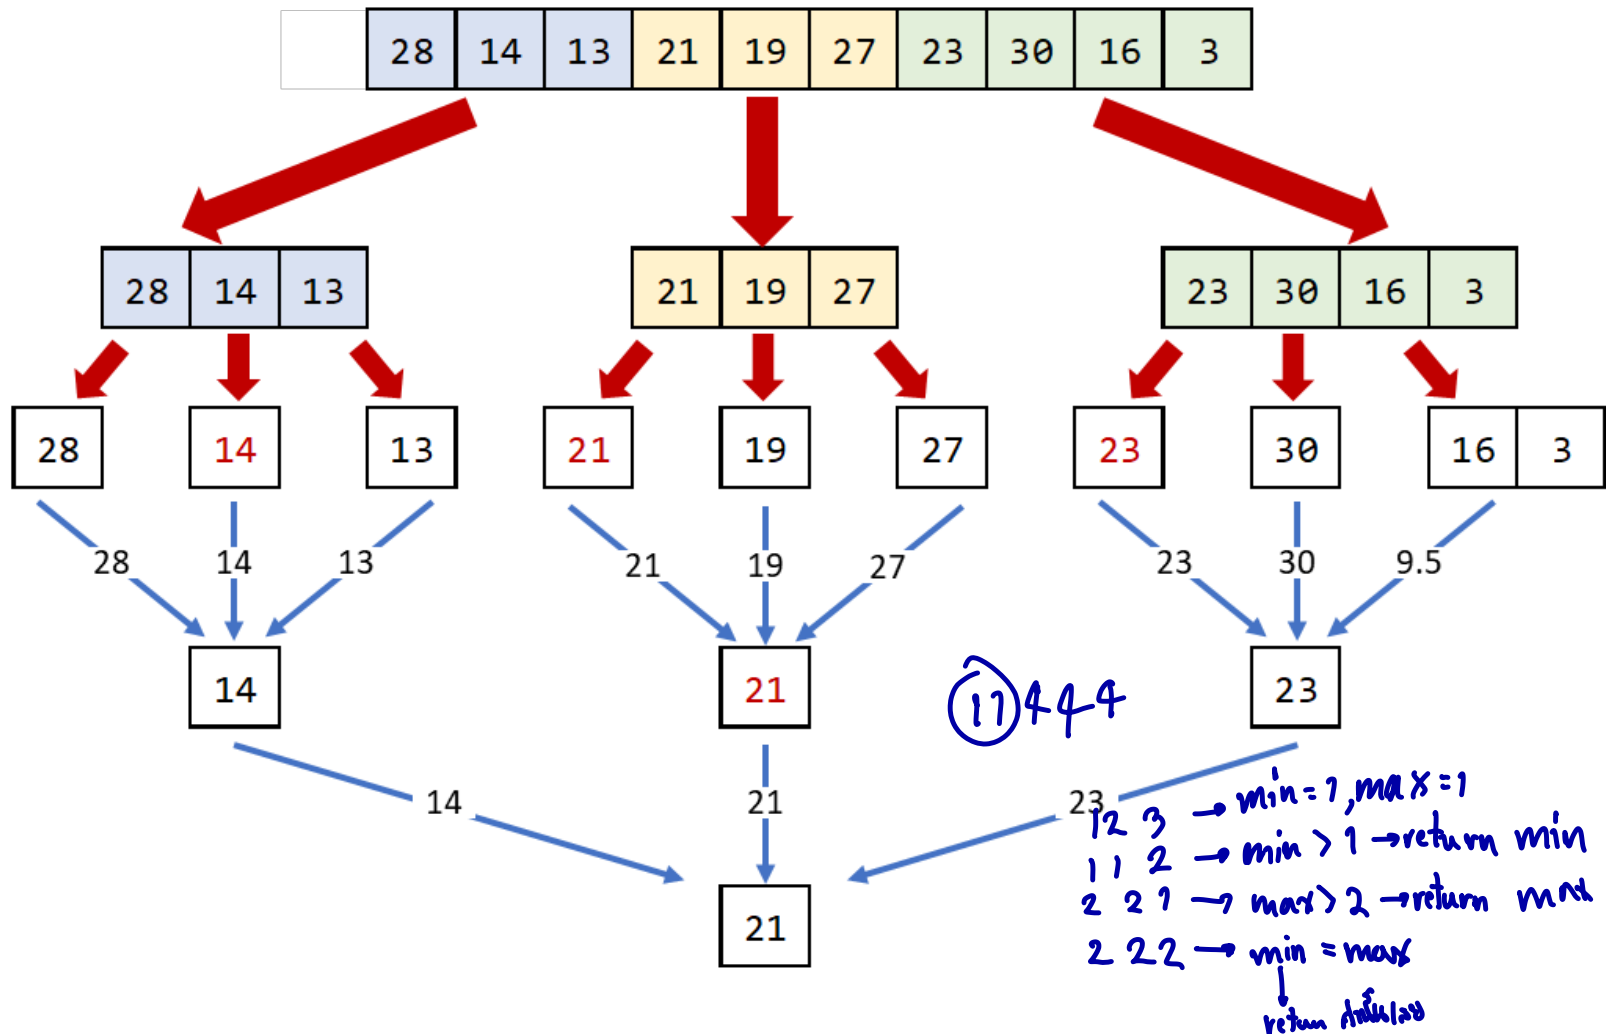 28 14 13 21 19 27 23 30 16 3
28 14 13
21 19 27
23 30 16 3
28
14
13
21
19
27
23
30
16 3
28 14 13
21 19 27
23 30 9.5
14
21
23
11 444
14 21 23
1 2 3 → min = 1, max = 1
1 1 2 → min > 1 → return min
2 2 1 → max > 2 → return max
2 2 2 → min = max
return